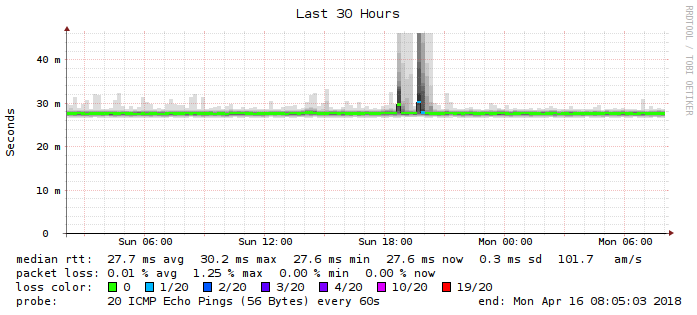 Last 30 Hours
RRDTOOL / TOBI OETIKER
Seconds
40 m
30 m
20 m
10 m
0
Sun 06:00 Sun 12:00 Sun 18:00 Mon 00:00 Mon 06:00
median rtt: 27.7 ms avg 30.2 ms max 27.6 ms min 27.6 ms now 0.3 ms sd 101.7 am/s
packet loss: 0.01 % avg 1.25 % max 0.00 % min 0.00 % now
loss color: 0 1/20 2/20 3/20 4/20 10/20 19/20
probe: 20 ICMP Echo Pings (56 Bytes) every 60s end: Mon Apr 16 08:05:03 2018